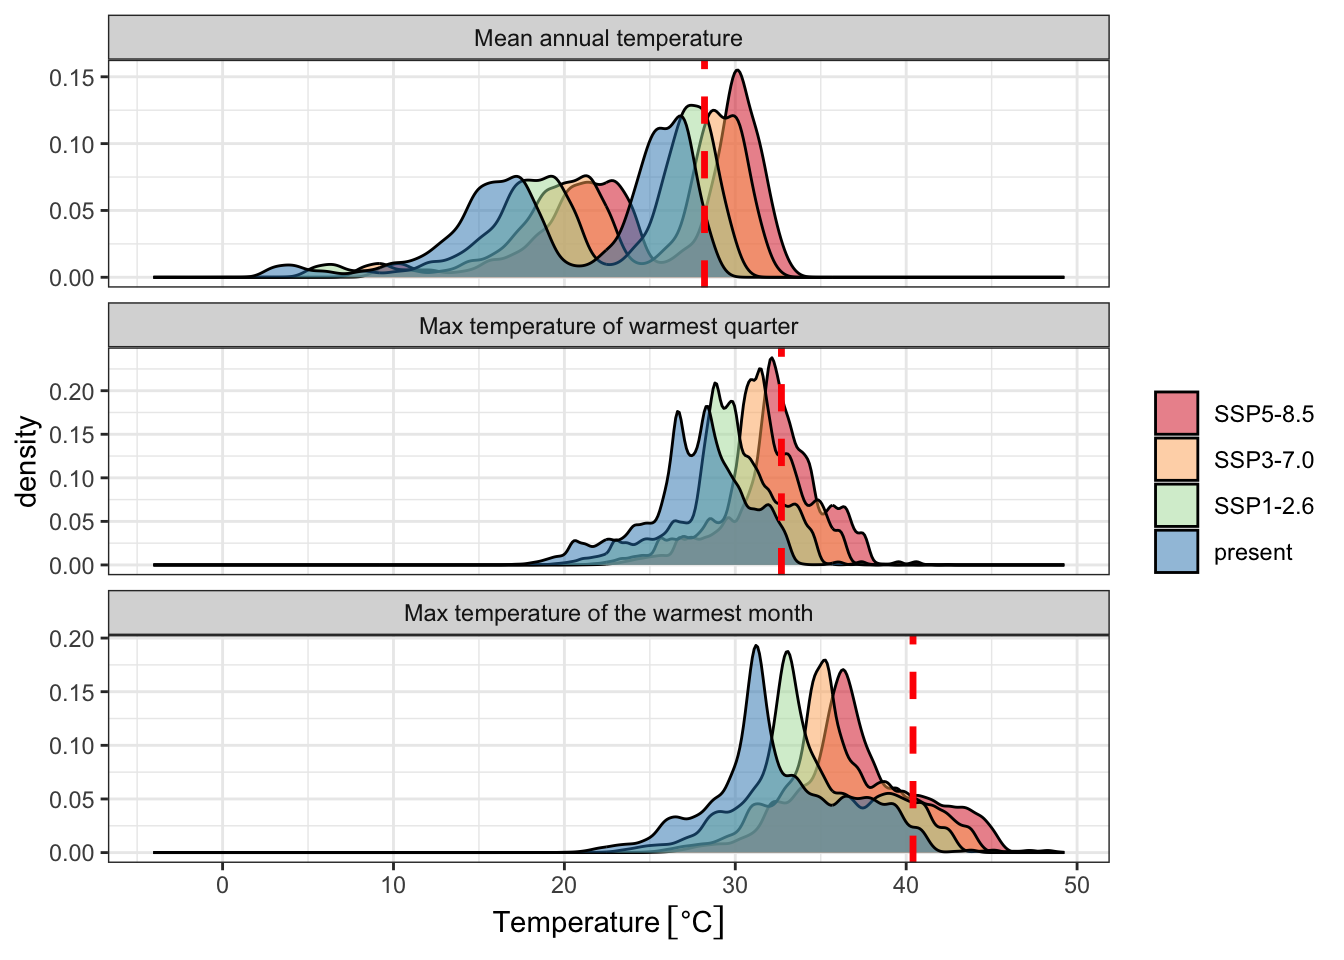 Mean annual temperature
0.15
0.10
0.05
0.00
Max temperature of warmest quarter
0.20
0.15
0.10
0.05
0.00
Max temperature of the warmest month
0.20
0.15
0.10
0.05
0.00
density
0 10 20 30 40 50
Temperature [°C]
SSP5-8.5
SSP3-7.0
SSP1-2.6
present